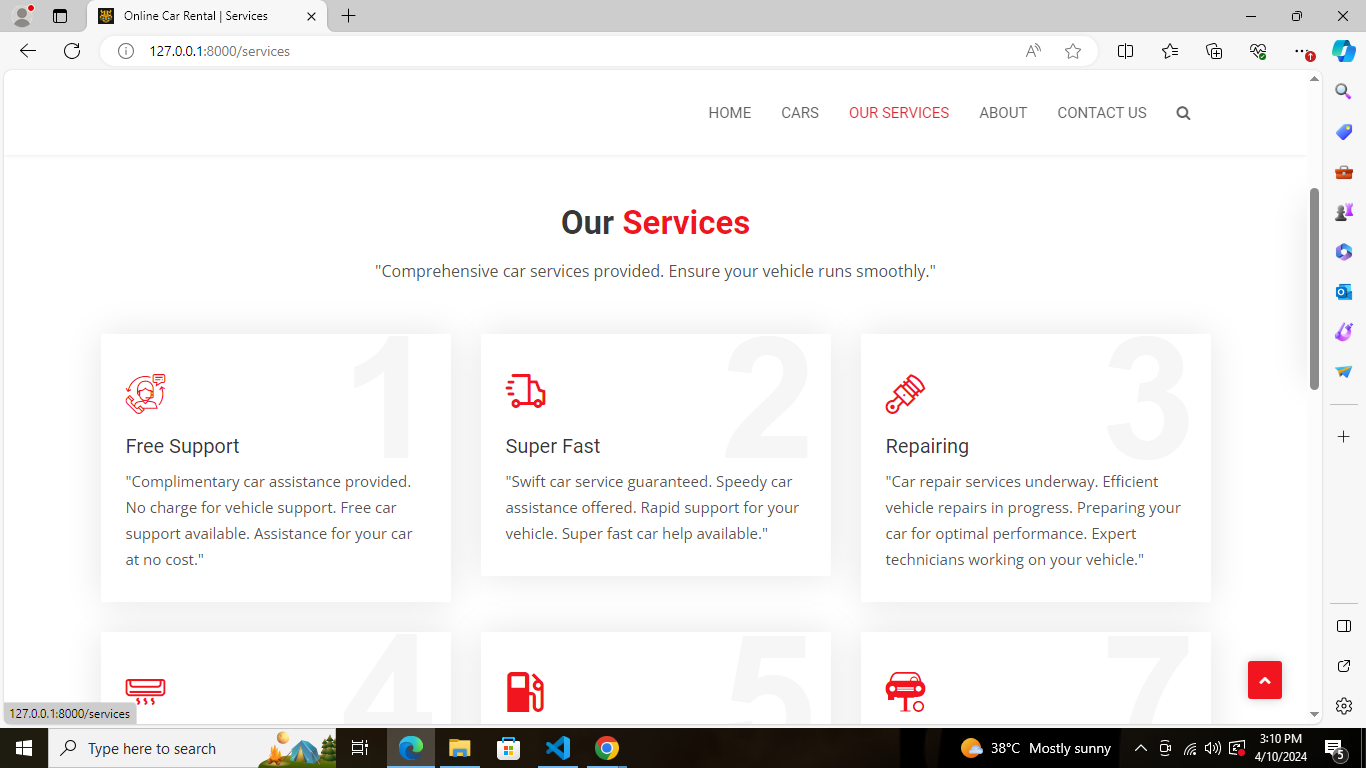 Online Car Rental | Services
127.0.0.1:8000/services
HOME CARS OUR SERVICES ABOUT CONTACT US
Our Services
"Comprehensive car services provided. Ensure your vehicle runs smoothly."
1
Free Support
"Complimentary car assistance provided.
No charge for vehicle support. Free car
support available. Assistance for your car
at no cost."
2
Super Fast
"Swift car service guaranteed. Speedy car
assistance offered. Rapid support for your
vehicle. Super fast car help available."
3
Repairing
"Car repair services underway. Efficient
vehicle repairs in progress. Preparing your
car for optimal performance. Expert
technicians working on your vehicle."
4
5
7
127.0.0.1:8000/services
Type here to search
38°C Mostly sunny
3:10 PM
4/10/2024
5